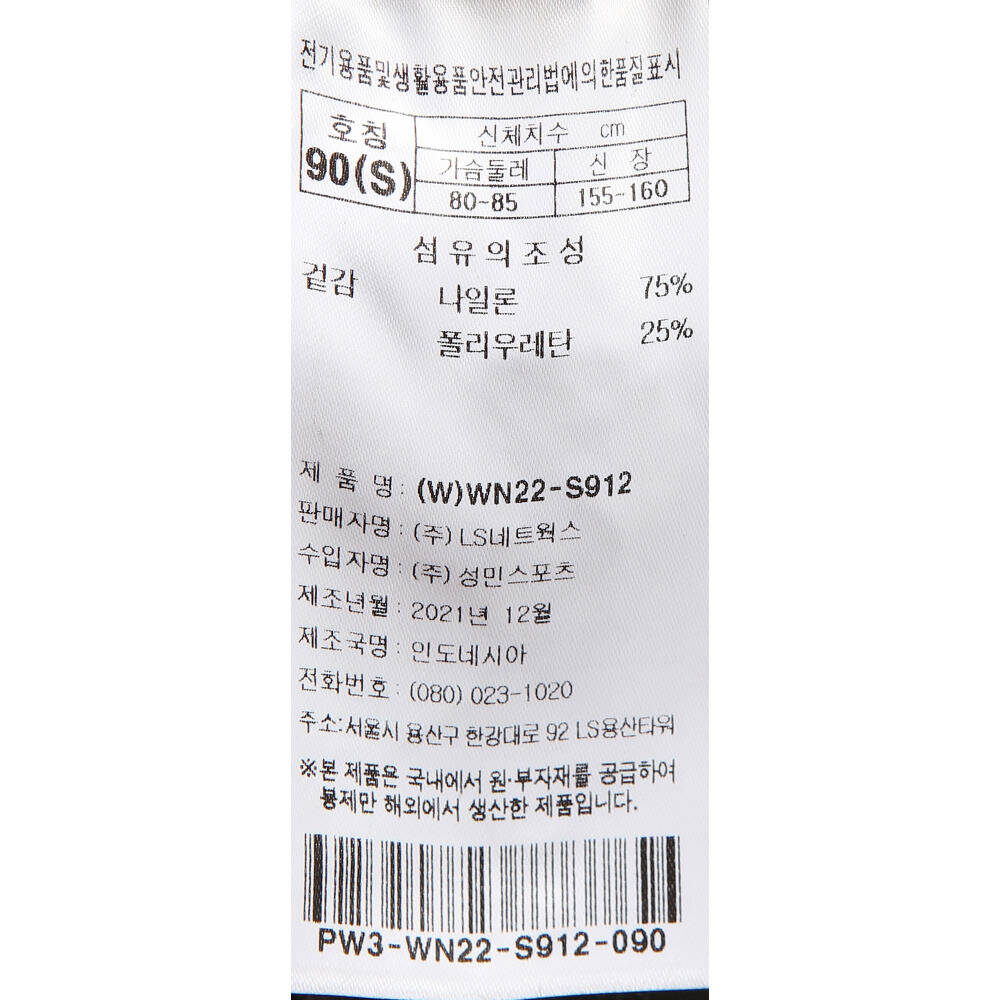 전기용품및생활용품안전관리법에의한품질표시
호칭 신체치수 cm
90(S) 가슴둘레 신 장
80~85 155~160
섬유의조성
겉감 나일론 75%
폴리우레탄 25%
제 품 명 : (W)WN22-S912
판매자명 : (주) LS네트웍스
수입자명 : (주) 성민스포츠
제조년월 : 2021년 12월
제조국명 : 인도네시아
전화번호 : (080) 023-1020
주소:서울시 용산구 한강대로 92 LS용산타워
※본 제품은 국내에서 원·부자재를 공급하여
봉제만 해외에서 생산한 제품입니다.
PW3-WN22-S912-090